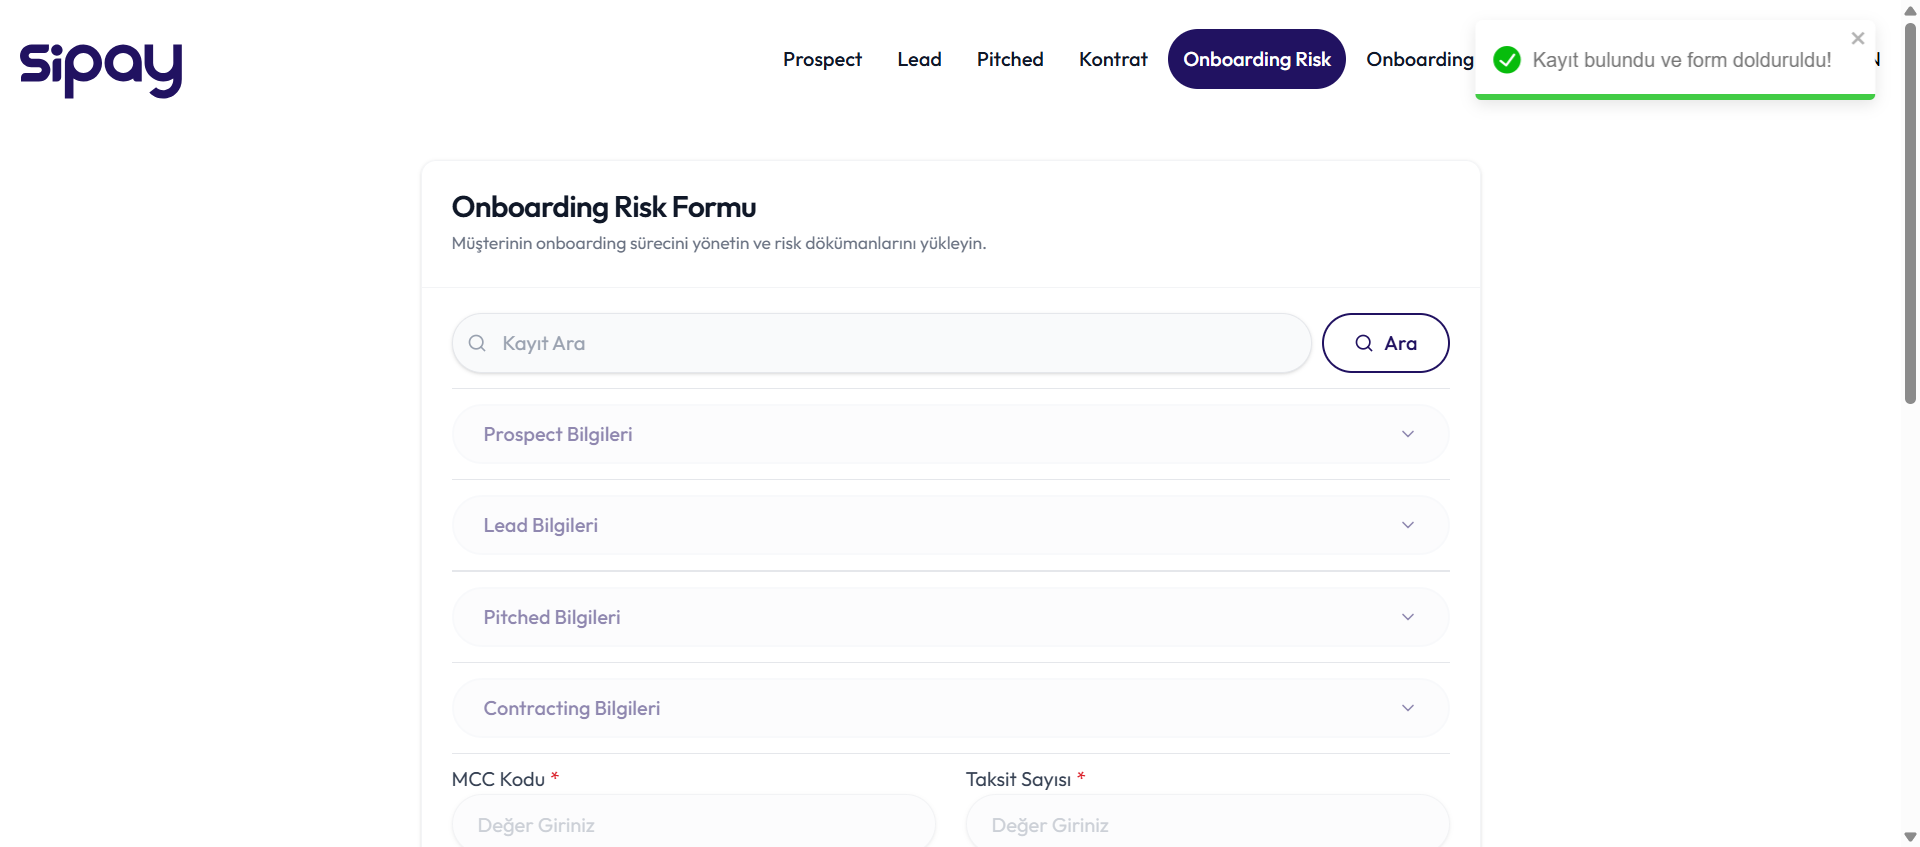 sipay
Prospect
Lead
Pitched
Kontrat
Onboarding Risk
Onboarding
Kayıt bulundu ve form dolduruldu!
Onboarding Risk Formu
Müşterinin onboarding sürecini yönetin ve risk dökümanlarını yükleyin.
Kayıt Ara
Ara
Prospect Bilgileri
Lead Bilgileri
Pitched Bilgileri
Contracting Bilgileri
MCC Kodu *
Taksit Sayısı *
Değer Giriniz
Değer Giriniz